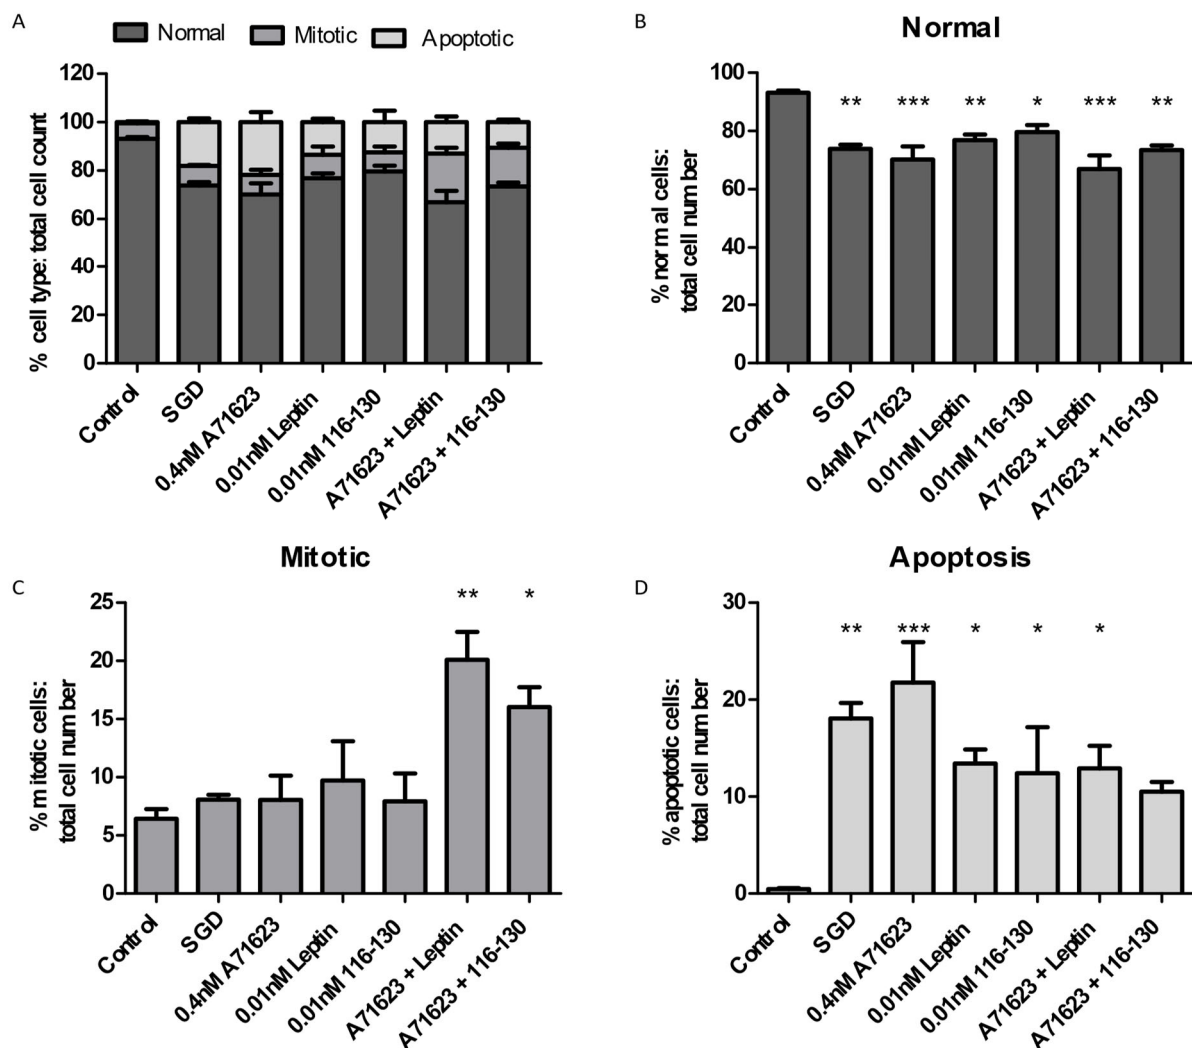 A
Normal Mitotic Apoptotic
% cell type: total cell count
120
100
80
60
40
20
0
Control
SGD
0.4nM A71623
0.01nM Leptin
0.01nM 116-130
A71623 + Leptin
A71623 + 116-130
B
Normal
% normal cells:
total cell number
100
80
60
40
20
0
** *** ** * *** **
Control
SGD
0.4nM A71623
0.01nM Leptin
0.01nM 116-130
A71623 + Leptin
A71623 + 116-130
C
Mitotic
% mitotic cells:
total cell number
25
20
15
10
5
0
** *
Control
SGD
0.4nM A71623
0.01nM Leptin
0.01nM 116-130
A71623 + Leptin
A71623 + 116-130
D
Apoptosis
% apoptotic cells:
total cell number
30
20
10
0
** *** * * *
Control
SGD
0.4nM A71623
0.01nM Leptin
0.01nM 116-130
A71623 + Leptin
A71623 + 116-130